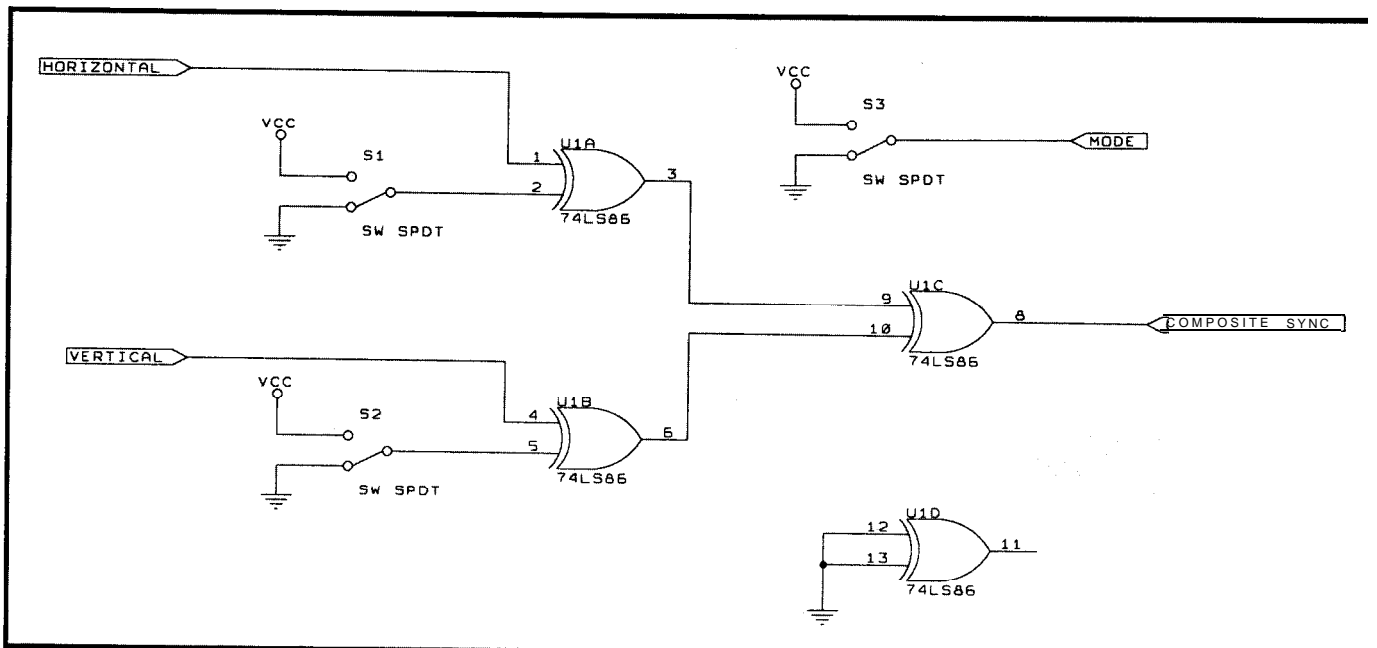 HORIZONTAL
VCC
S1
SW SPDT
1
2
U1A
3
74LS86
VCC
S3
SW SPDT
MODE
VERTICAL
VCC
S2
SW SPDT
4
5
U1B
6
74LS86
9
10
U1C
8
74LS86
COMPOSITE SYNC
12
13
U1D
11
74LS86